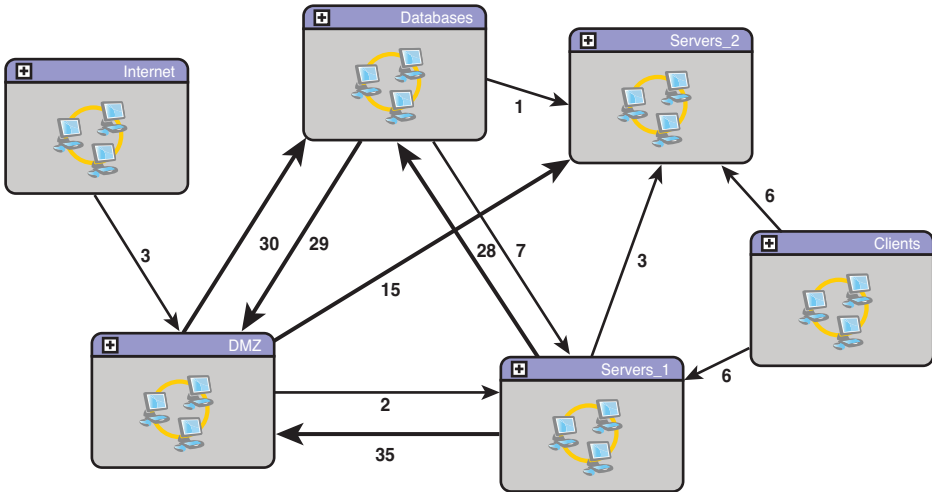 Databases
Servers_2
Internet
1
6
3
30
29
28
7
3
Clients
15
DMZ
Servers_1
6
2
35